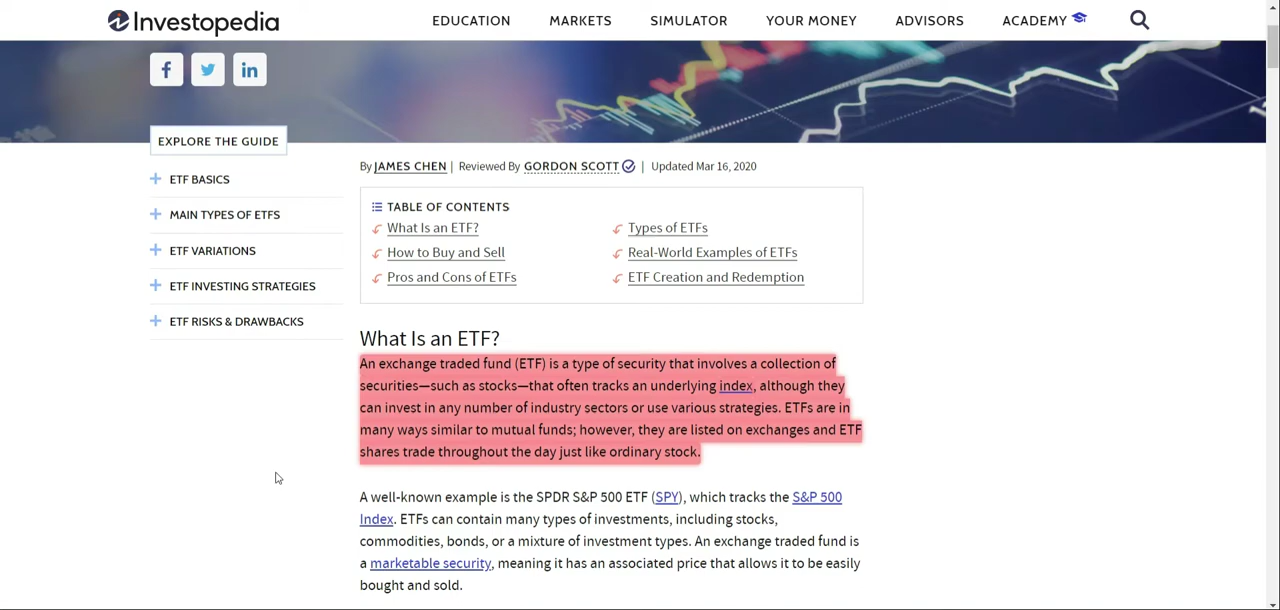 Investopedia
EDUCATION MARKETS SIMULATOR YOUR MONEY ADVISORS ACADEMY
EXPLORE THE GUIDE
+ ETF BASICS
+ MAIN TYPES OF ETFS
+ ETF VARIATIONS
+ ETF INVESTING STRATEGIES
+ ETF RISKS & DRAWBACKS
By JAMES CHEN | Reviewed By GORDON SCOTT | Updated Mar 16, 2020
TABLE OF CONTENTS
What Is an ETF? Types of ETFs
How to Buy and Sell Real-World Examples of ETFs
Pros and Cons of ETFs ETF Creation and Redemption
What Is an ETF?
An exchange traded fund (ETF) is a type of security that involves a collection of
securities—such as stocks—that often tracks an underlying index, although they
can invest in any number of industry sectors or use various strategies. ETFs are in
many ways similar to mutual funds; however, they are listed on exchanges and ETF
shares trade throughout the day just like ordinary stock.
A well-known example is the SPDR S&P 500 ETF (SPY), which tracks the S&P 500
Index. ETFs can contain many types of investments, including stocks,
commodities, bonds, or a mixture of investment types. An exchange traded fund is
a marketable security, meaning it has an associated price that allows it to be easily
bought and sold.